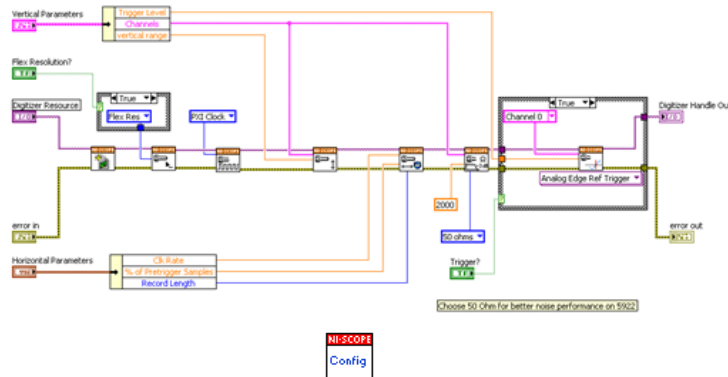 Vertical Parameters
Trigger Level
Channels
vertical range
Flex Resolution?
True
True
Digitizer Resource
Flex Res
PXI Clock
Channel 0
Digitizer Handle Ou
Analog Edge Ref Trigger
2000
error in
50 ohms
error out
Horizontal Parameters
Clk Rate
% of Pretrigger Samples
Record Length
Trigger?
TF
Choose 50 Ohm for better noise performance on 5922
NI-SCOPE
Config